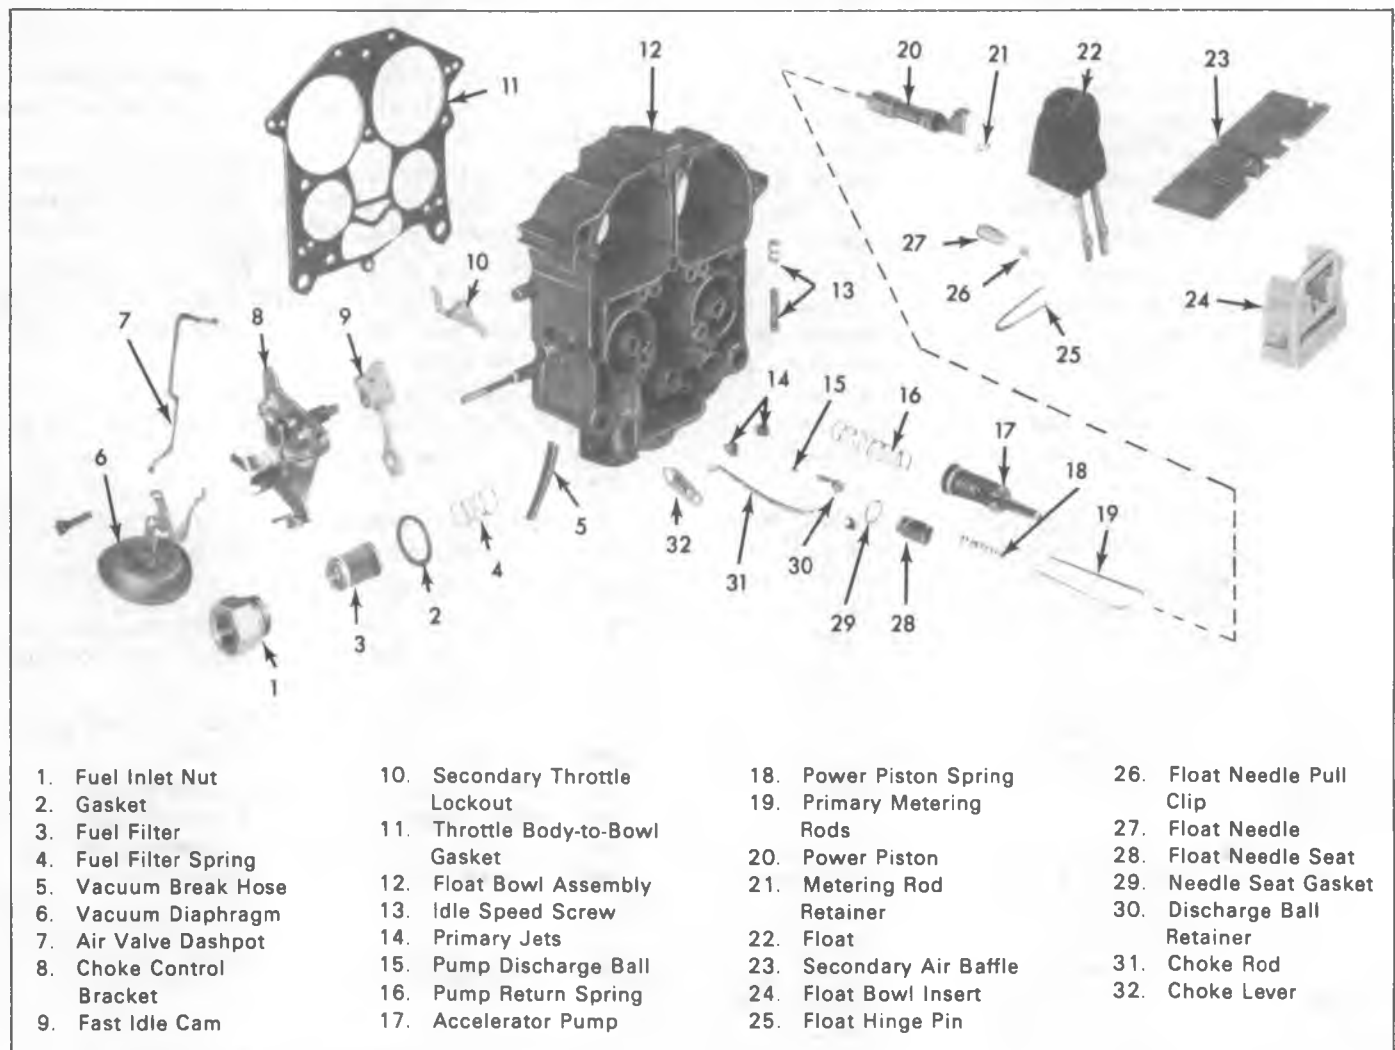 12
20
21
22
23
11
10
13
27
26
25
24
7
8
9
14
15
16
17
18
19
6
5
4
32
31
30
29
28
2
3
1
1. Fuel Inlet Nut
2. Gasket
3. Fuel Filter
4. Fuel Filter Spring
5. Vacuum Break Hose
6. Vacuum Diaphragm
7. Air Valve Dashpot
8. Choke Control
Bracket
9. Fast Idle Cam
10. Secondary Throttle
Lockout
11. Throttle Body-to-Bowl
Gasket
12. Float Bowl Assembly
13. Idle Speed Screw
14. Primary Jets
15. Pump Discharge Ball
16. Pump Return Spring
17. Accelerator Pump
18. Power Piston Spring
19. Primary Metering
Rods
20. Power Piston
21. Metering Rod
Retainer
22. Float
23. Secondary Air Baffle
24. Float Bowl Insert
25. Float Hinge Pin
26. Float Needle Pull
Clip
27. Float Needle
28. Float Needle Seat
29. Needle Seat Gasket
30. Discharge Ball
Retainer
31. Choke Rod
32. Choke Lever